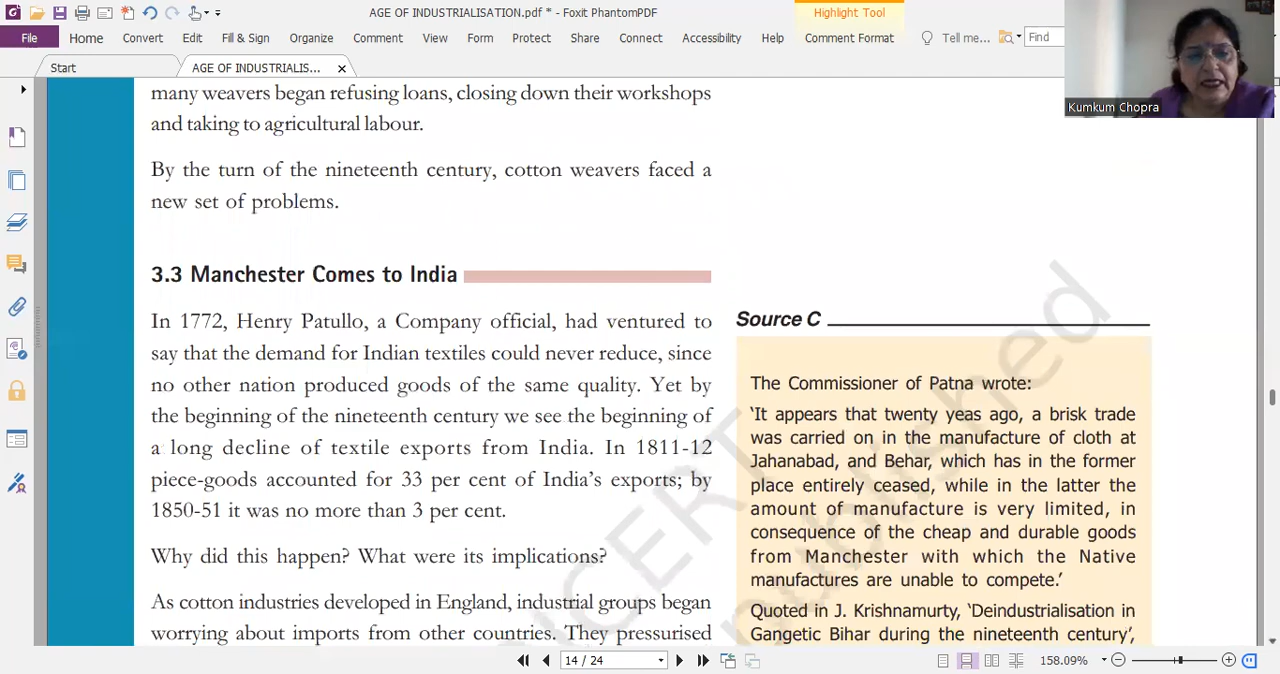 AGE OF INDUSTRIALISATION.pdf * - Foxit PhantomPDF
Highlight Tool
File Home Convert Edit Fill & Sign Organize Comment View Form Protect Share Connect Accessibility Help Comment Format Tell me... Find
Start AGE OF INDUSTRIALIS...
Kumkum Chopra
many weavers began refusing loans, closing down their workshops
and taking to agricultural labour.
By the turn of the nineteenth century, cotton weavers faced a
new set of problems.
3.3 Manchester Comes to India
In 1772, Henry Patullo, a Company official, had ventured to
say that the demand for Indian textiles could never reduce, since
no other nation produced goods of the same quality. Yet by
the beginning of the nineteenth century we see the beginning of
a long decline of textile exports from India. In 1811-12
piece-goods accounted for 33 per cent of India's exports; by
1850-51 it was no more than 3 per cent.
Why did this happen? What were its implications?
As cotton industries developed in England, industrial groups began
worrying about imports from other countries. They pressurised
Source C
The Commissioner of Patna wrote:
'It appears that twenty yeas ago, a brisk trade
was carried on in the manufacture of cloth at
Jahanabad, and Behar, which has in the former
place entirely ceased, while in the latter the
amount of manufacture is very limited, in
consequence of the cheap and durable goods
from Manchester with which the Native
manufactures are unable to compete.'
Quoted in J. Krishnamurty, 'Deindustrialisation in
Gangetic Bihar during the nineteenth century',
NCERT
published
14 / 24
158.09%